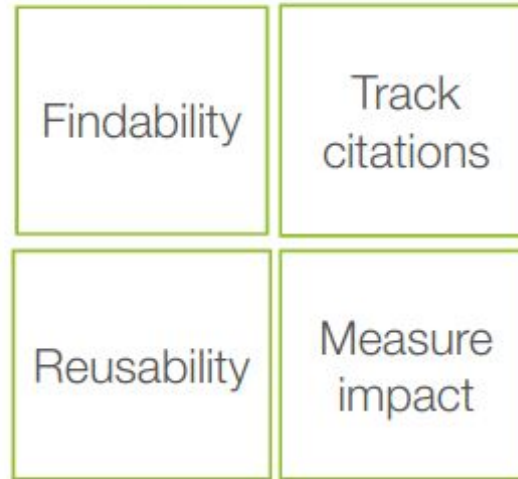 Findability
Track
citations
Reusability
Measure
impact